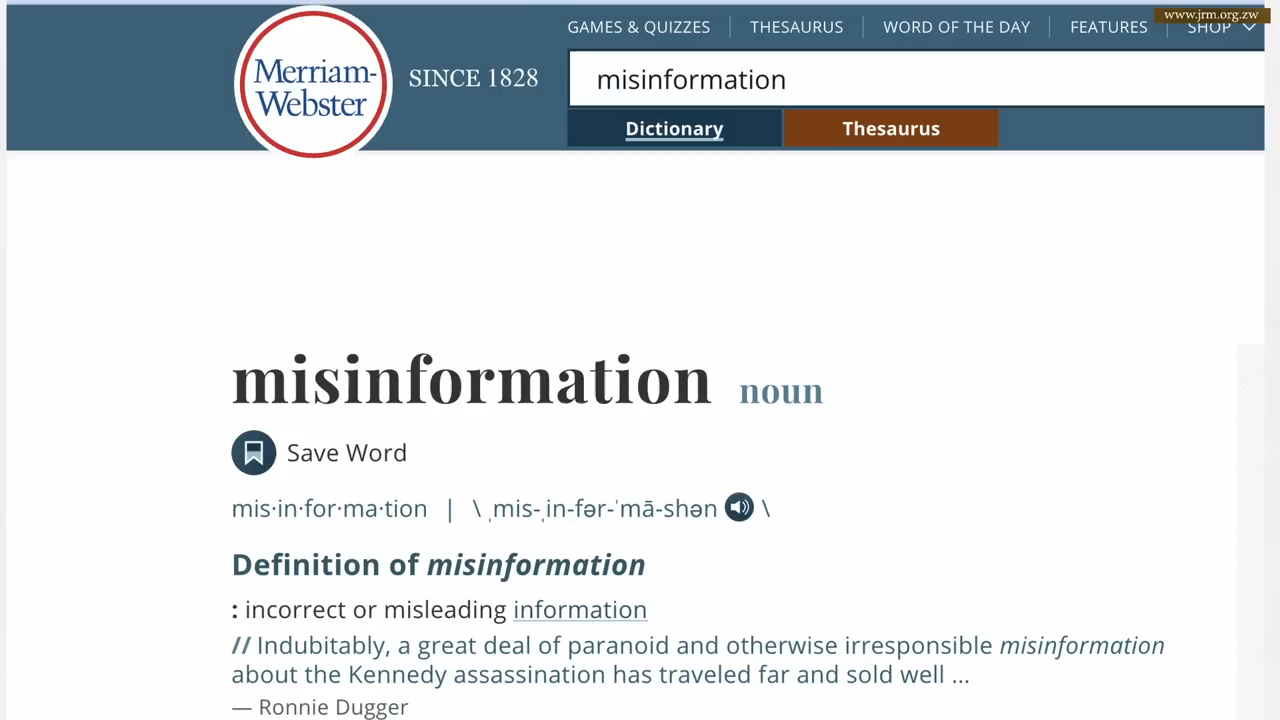 www.jrm.org.zw
GAMES & QUIZZES THESAURUS WORD OF THE DAY FEATURES SHOP
Merriam-
Webster
SINCE 1828
misinformation
Dictionary Thesaurus
misinformation noun
Save Word
mis·in·for·ma·tion | \ ˌmis-ˌin-fər-ˈmā-shən \
Definition of misinformation
: incorrect or misleading information
// Indubitably, a great deal of paranoid and otherwise irresponsible misinformation
about the Kennedy assassination has traveled far and sold well ...
— Ronnie Dugger